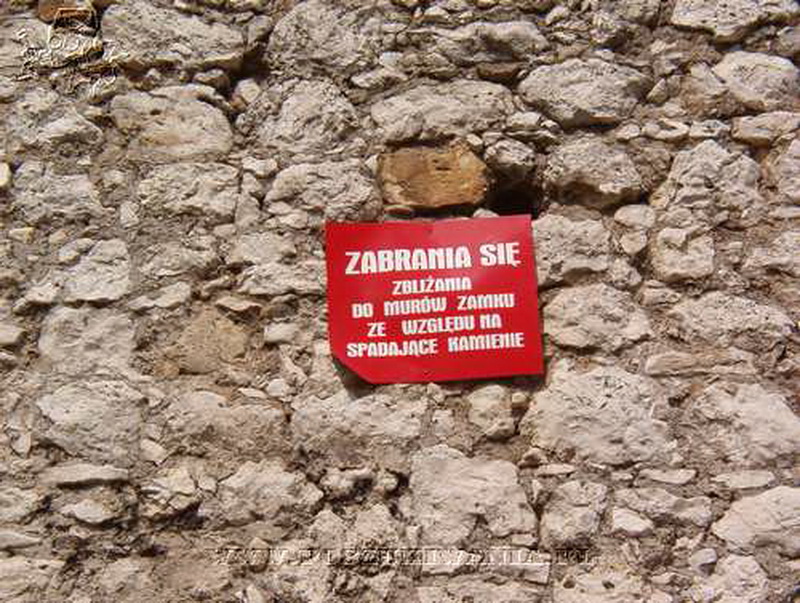 ZABRANIA SIĘ
ZBLIŻANIA
DO MURÓW ZAMKU
ZE WZGLĘDU NA
SPADAJĄCE KAMIENIE